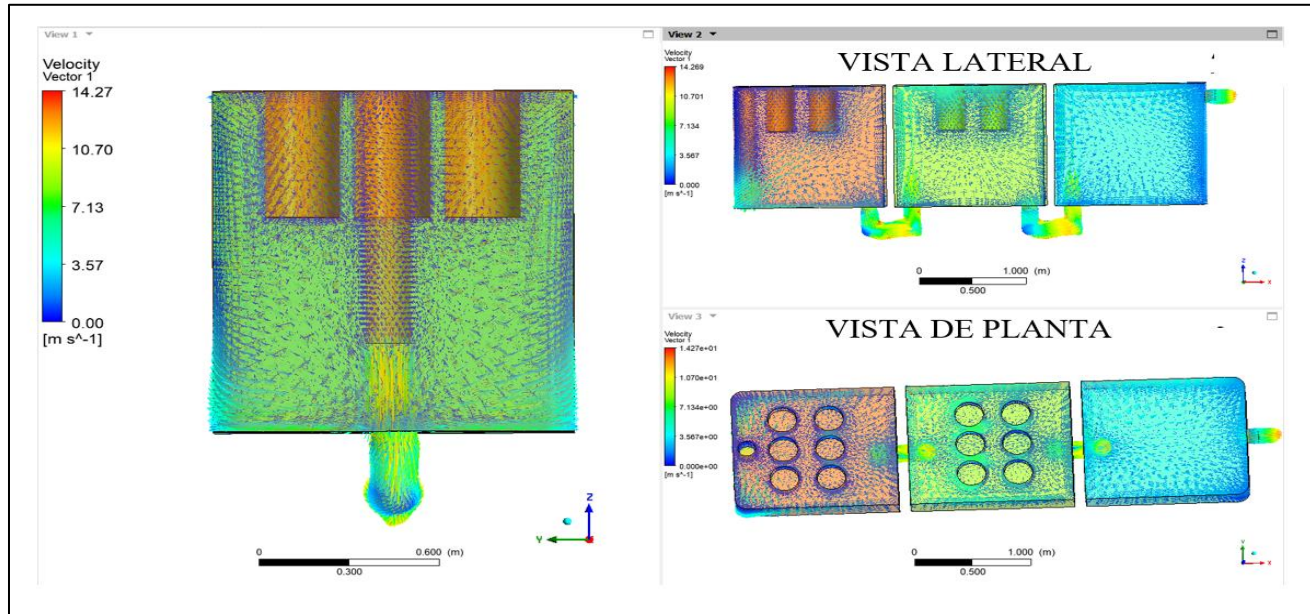 View 1
Velocity
Vector 1
14.27
10.70
7.13
3.57
0.00
[m s^-1]
Z
Y
0
0.600 (m)
0.300
View 2
VISTA LATERAL
Velocity
Vector 1
14.269
10.701
7.134
3.567
0.000
[m s^-1]
0
1.000 (m)
0.500
Z
X
View 3
VISTA DE PLANTA
Velocity
Vector 1
1.427e+01
1.070e+01
7.134e+00
3.567e+00
0.000e+00
[m s^-1]
0
1.000 (m)
0.500
Y
X